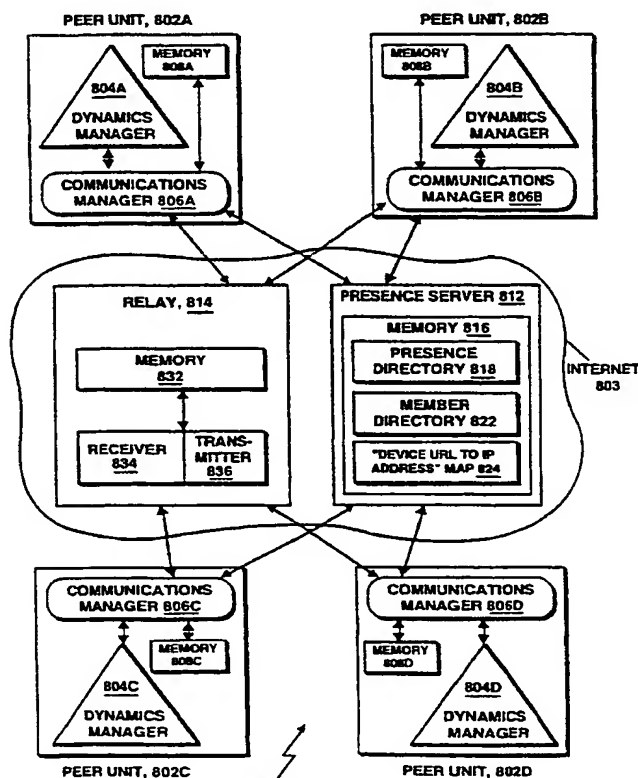 PEER UNIT, 802A
PEER UNIT, 802B
MEMORY
808A
804A
DYNAMICS
MANAGER
COMMUNICATIONS
MANAGER 806A
MEMORY
808B
804B
DYNAMICS
MANAGER
COMMUNICATIONS
MANAGER 806B
RELAY, 814
MEMORY
832
RECEIVER
834
TRANS-
MITTER
836
PRESENCE SERVER 812
MEMORY 816
PRESENCE
DIRECTORY 818
MEMBER
DIRECTORY 822
"DEVICE URL TO IP
ADDRESS" MAP 824
INTERNET
803
COMMUNICATIONS
MANAGER 806C
MEMORY
808C
804C
DYNAMICS
MANAGER
COMMUNICATIONS
MANAGER 806D
MEMORY
808D
804D
DYNAMICS
MANAGER
PEER UNIT, 802C
PEER UNIT, 802D